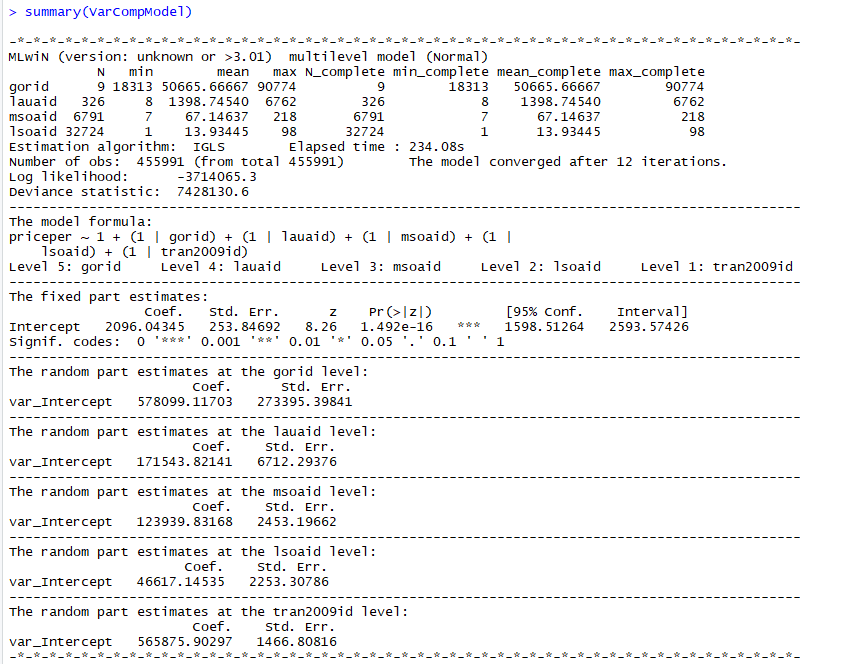 > summary(VarCompModel)
-*-*-*-*-*-*-*-*-*-*-*-*-*-*-*-*-*-*-*-*-*-*-*-*-*-*-*-*-*-*-*-*-*-*-*-*-*-*-*-*-*-*-*-*-*-*-*-*-*-
MLwiN (version: unknown or >3.01)  multilevel model (Normal)
           N   min        mean   max N_complete min_complete mean_complete max_complete
gorid      9 18313 50665.66667 90774          9        18313   50665.66667        90774
lauaid   326     8  1398.74540  6762        326            8    1398.74540         6762
msoaid  6791     7    67.14637   218       6791            7      67.14637          218
lsoaid 32724     1    13.93445    98      32724            1      13.93445           98
Estimation algorithm:  IGLS        Elapsed time : 234.08s
Number of obs:  455991 (from total 455991)        The model converged after 12 iterations.
Log likelihood:      -3714065.3
Deviance statistic:  7428130.6
---------------------------------------------------------------------------------------------------
The model formula:
priceper ~ 1 + (1 | gorid) + (1 | lauaid) + (1 | msoaid) + (1 |
    lsoaid) + (1 | tran2009id)
Level 5: gorid     Level 4: lauaid     Level 3: msoaid     Level 2: lsoaid     Level 1: tran2009id
---------------------------------------------------------------------------------------------------
The fixed part estimates:
                 Coef.   Std. Err.      z    Pr(>|z|)         [95% Conf.   Interval]
Intercept   2096.04345   253.84692   8.26   1.492e-16   ***   1598.51264   2593.57426
Signif. codes:  0 '***' 0.001 '**' 0.01 '*' 0.05 '.' 0.1 ' ' 1
---------------------------------------------------------------------------------------------------
The random part estimates at the gorid level:
                       Coef.      Std. Err.
var_Intercept   578099.11703   273395.39841
---------------------------------------------------------------------------------------------------
The random part estimates at the lauaid level:
                       Coef.    Std. Err.
var_Intercept   171543.82141   6712.29376
---------------------------------------------------------------------------------------------------
The random part estimates at the msoaid level:
                       Coef.    Std. Err.
var_Intercept   123939.83168   2453.19662
---------------------------------------------------------------------------------------------------
The random part estimates at the lsoaid level:
                      Coef.    Std. Err.
var_Intercept   46617.14535   2253.30786
---------------------------------------------------------------------------------------------------
The random part estimates at the tran2009id level:
                       Coef.    Std. Err.
var_Intercept   565875.90297   1466.80816
-*-*-*-*-*-*-*-*-*-*-*-*-*-*-*-*-*-*-*-*-*-*-*-*-*-*-*-*-*-*-*-*-*-*-*-*-*-*-*-*-*-*-*-*-*-*-*-*-*-